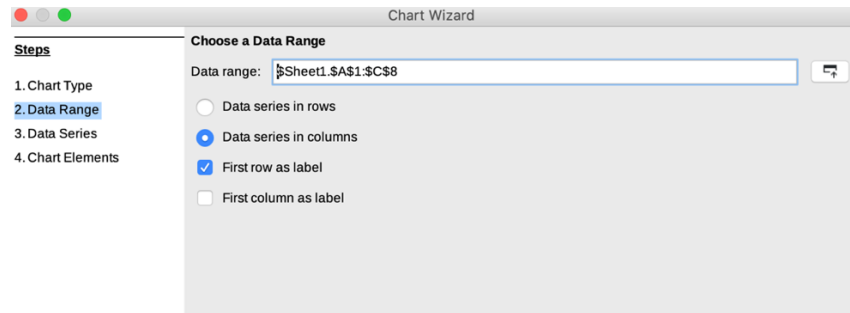 Chart Wizard
Steps
1. Chart Type
2. Data Range
3. Data Series
4. Chart Elements
Choose a Data Range
Data range: $Sheet1.$A$1:$C$8
Data series in rows
Data series in columns
First row as label
First column as label